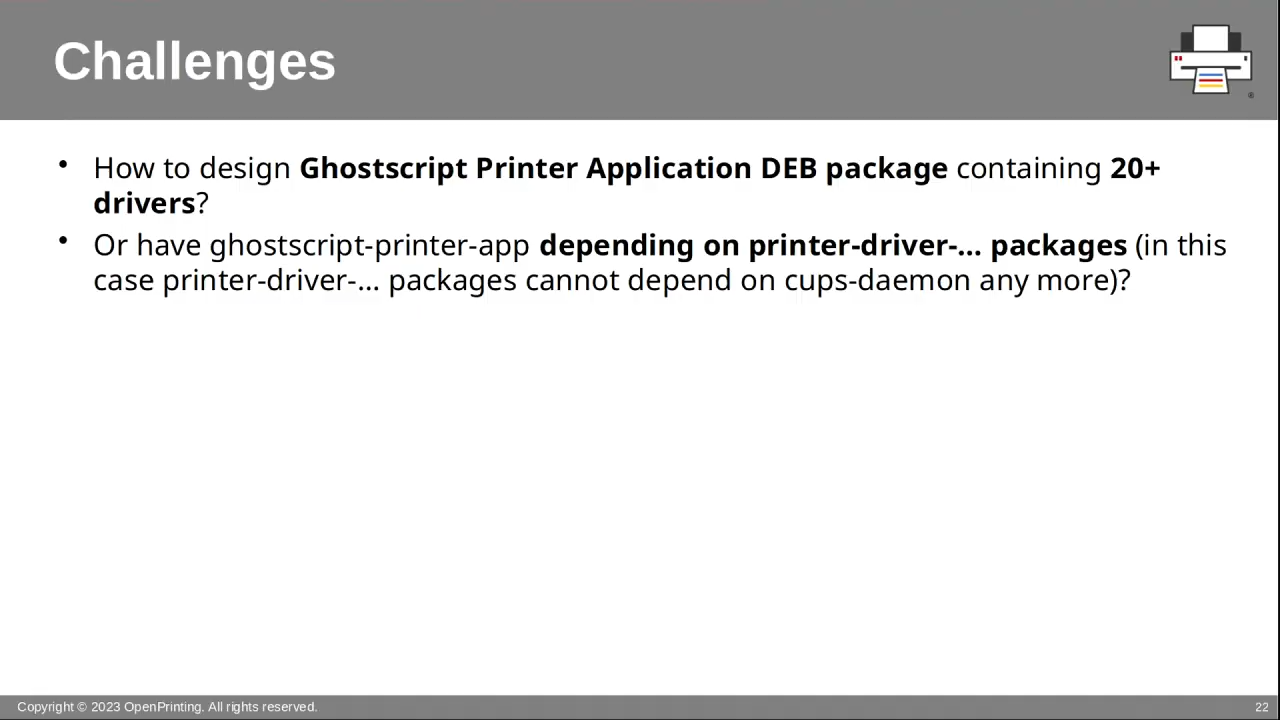 Challenges
®
• How to design Ghostscript Printer Application DEB package containing 20+
drivers?
• Or have ghostscript-printer-app depending on printer-driver-... packages (in this
case printer-driver-... packages cannot depend on cups-daemon any more)?
Copyright © 2023 OpenPrinting. All rights reserved.
22